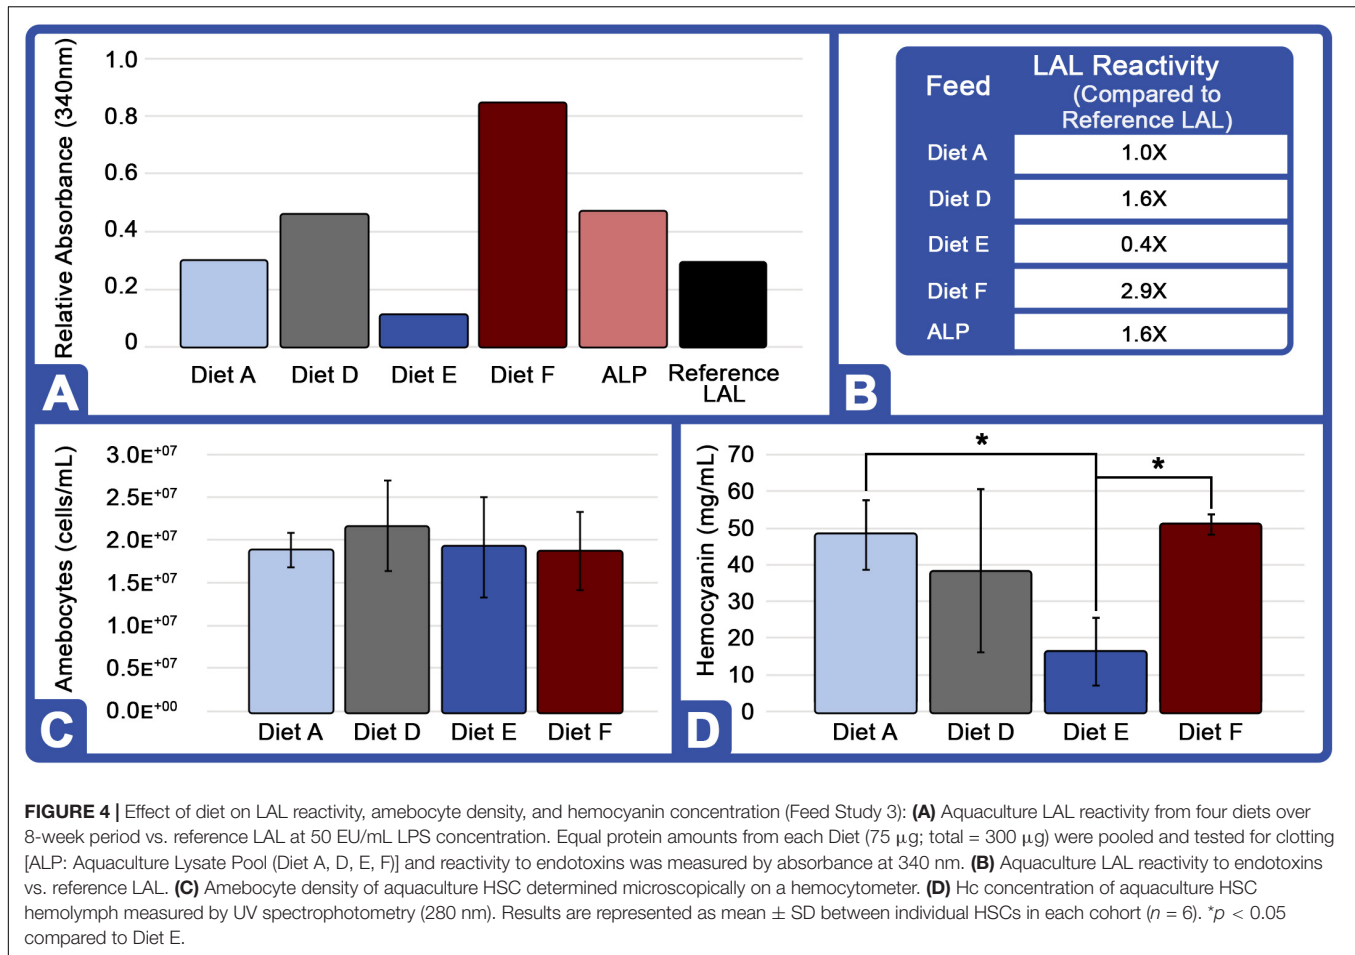 1.0
0.8
0.6
0.4
0.2
0
Relative Absorbance (340nm)
Diet A Diet D Diet E Diet F ALP Reference LAL
A
Feed LAL Reactivity
(Compared to
Reference LAL)
Diet A 1.0X
Diet D 1.6X
Diet E 0.4X
Diet F 2.9X
ALP 1.6X
B
3.0E+07
2.5E+07
2.0E+07
1.5E+07
1.0E+07
0.5E+07
0.0E+00
Amebocytes (cells/mL)
Diet A Diet D Diet E Diet F
C
70
60
50
40
30
20
10
0
Hemocyanin (mg/mL)
* *
Diet A Diet D Diet E Diet F
D
FIGURE 4 | Effect of diet on LAL reactivity, amebocyte density, and hemocyanin concentration (Feed Study 3): (A) Aquaculture LAL reactivity from four diets over
8-week period vs. reference LAL at 50 EU/mL LPS concentration. Equal protein amounts from each Diet (75 μg; total = 300 μg) were pooled and tested for clotting
[ALP: Aquaculture Lysate Pool (Diet A, D, E, F)] and reactivity to endotoxins was measured by absorbance at 340 nm. (B) Aquaculture LAL reactivity to endotoxins
vs. reference LAL. (C) Amebocyte density of aquaculture HSC determined microscopically on a hemocytometer. (D) Hc concentration of aquaculture HSC
hemolymph measured by UV spectrophotometry (280 nm). Results are represented as mean ± SD between individual HSCs in each cohort (n = 6). *p < 0.05
compared to Diet E.